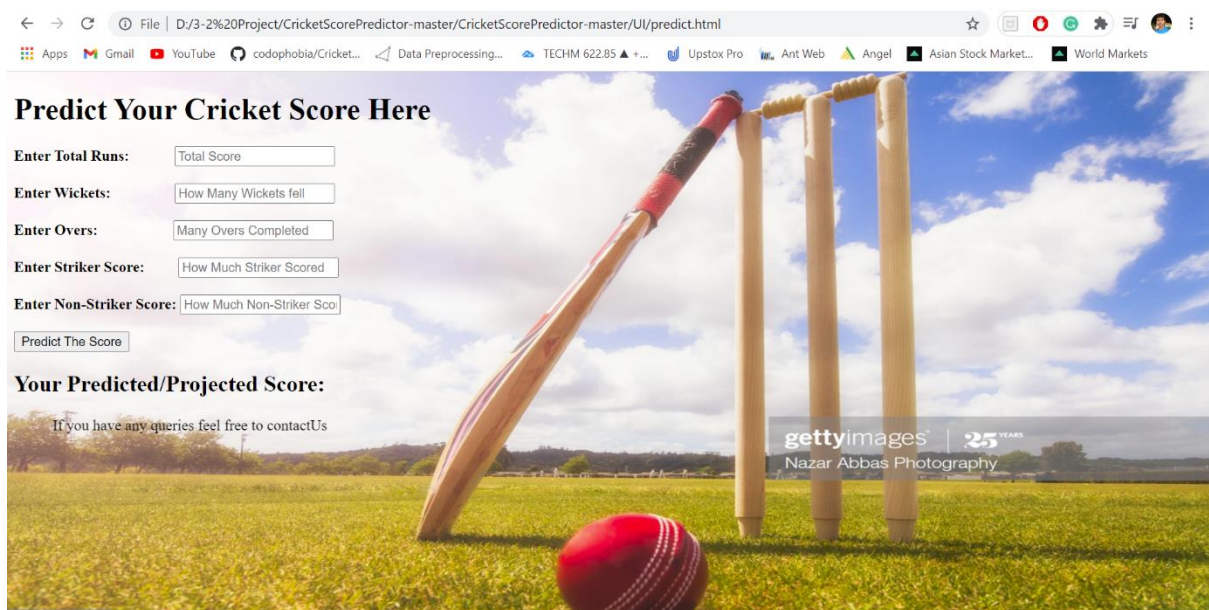 File | D:/3-2%20Project/CricketScorePredictor-master/CricketScorePredictor-master/UI/predict.html
Apps Gmail YouTube codophobia/Cricket... Data Preprocessing... TECHM 622.85 ▲ +... Upstox Pro Ant Web Angel Asian Stock Market... World Markets
Predict Your Cricket Score Here
Enter Total Runs: Total Score
Enter Wickets: How Many Wickets fell
Enter Overs: Many Overs Completed
Enter Striker Score: How Much Striker Scored
Enter Non-Striker Score: How Much Non-Striker Scor
Predict The Score
Your Predicted/Projected Score:
If you have any queries feel free to contactUs
gettyimages® | 25 YEARS
Nazar Abbas Photography